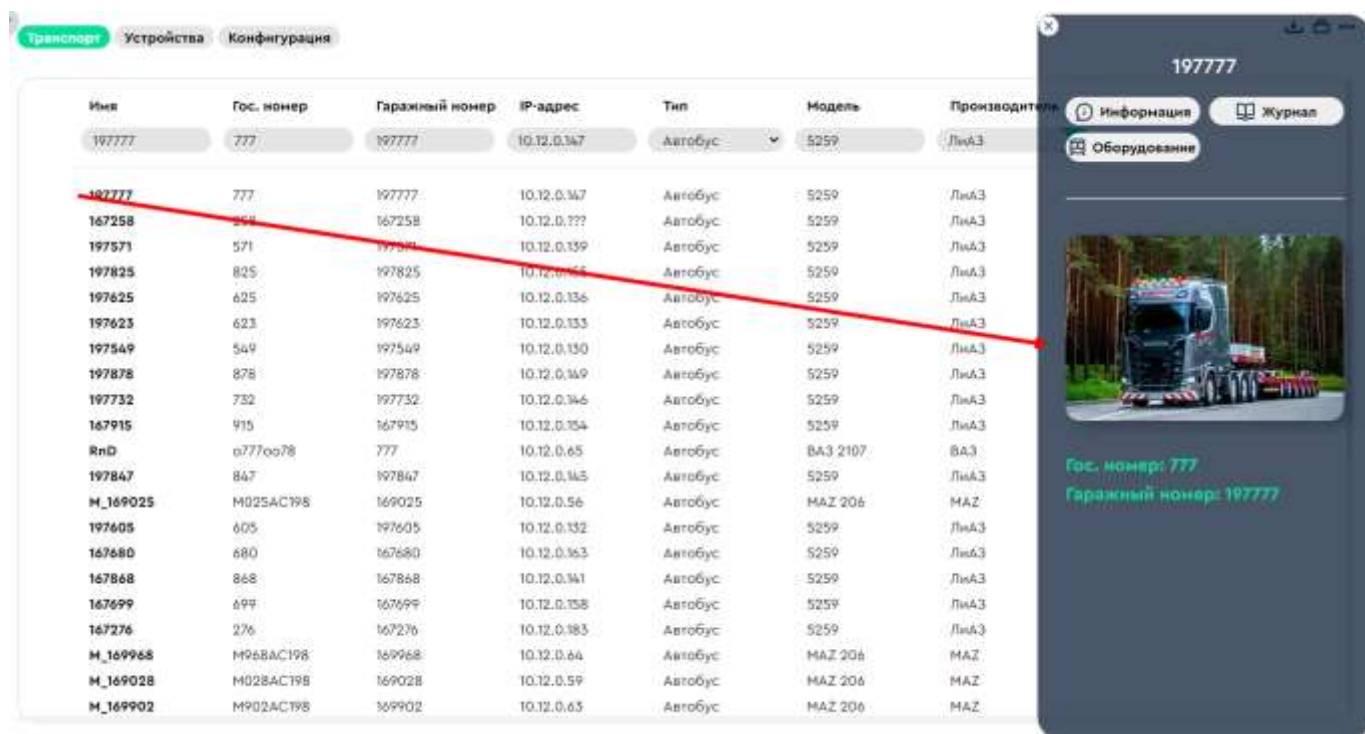 Транспорт Устройства Конфигурация
197777
Имя Гос. номер Гаражный номер IP-адрес Тип Модель Производитель
Информация Журнал
197777 777 197777 10.12.0.147 Автобус 5259 ЛиАЗ
Оборудование
197777 777 197777 10.12.0.147 Автобус 5259 ЛиАЗ
167258 258 167258 10.12.0.??? Автобус 5259 ЛиАЗ
197571 571 197571 10.12.0.139 Автобус 5259 ЛиАЗ
197825 825 197825 Автобус 5259 ЛиАЗ
197625 625 197625 10.12.0.136 Автобус 5259 ЛиАЗ
197623 623 197623 10.12.0.133 Автобус 5259 ЛиАЗ
197549 549 197549 10.12.0.130 Автобус 5259 ЛиАЗ
197878 878 197878 10.12.0.149 Автобус 5259 ЛиАЗ
197732 732 197732 10.12.0.146 Автобус 5259 ЛиАЗ
167915 915 167915 10.12.0.154 Автобус 5259 ЛиАЗ
RnD o777oo78 777 10.12.0.65 Автобус ВАЗ 2107 ВАЗ
197847 847 197847 10.12.0.145 Автобус 5259 ЛиАЗ
M_169025 M025AC198 169025 10.12.0.56 Автобус MAZ 206 MAZ
197605 605 197605 10.12.0.132 Автобус 5259 ЛиАЗ
167680 680 167680 10.12.0.163 Автобус 5259 ЛиАЗ
167868 868 167868 10.12.0.141 Автобус 5259 ЛиАЗ
167699 699 167699 10.12.0.158 Автобус 5259 ЛиАЗ
167276 276 167276 10.12.0.183 Автобус 5259 ЛиАЗ
M_169968 M968AC198 169968 10.12.0.64 Автобус MAZ 206 MAZ
M_169028 M028AC198 169028 10.12.0.59 Автобус MAZ 206 MAZ
M_169902 M902AC198 169902 10.12.0.63 Автобус MAZ 206 MAZ
Гос. номер: 777
Гаражный номер: 197777